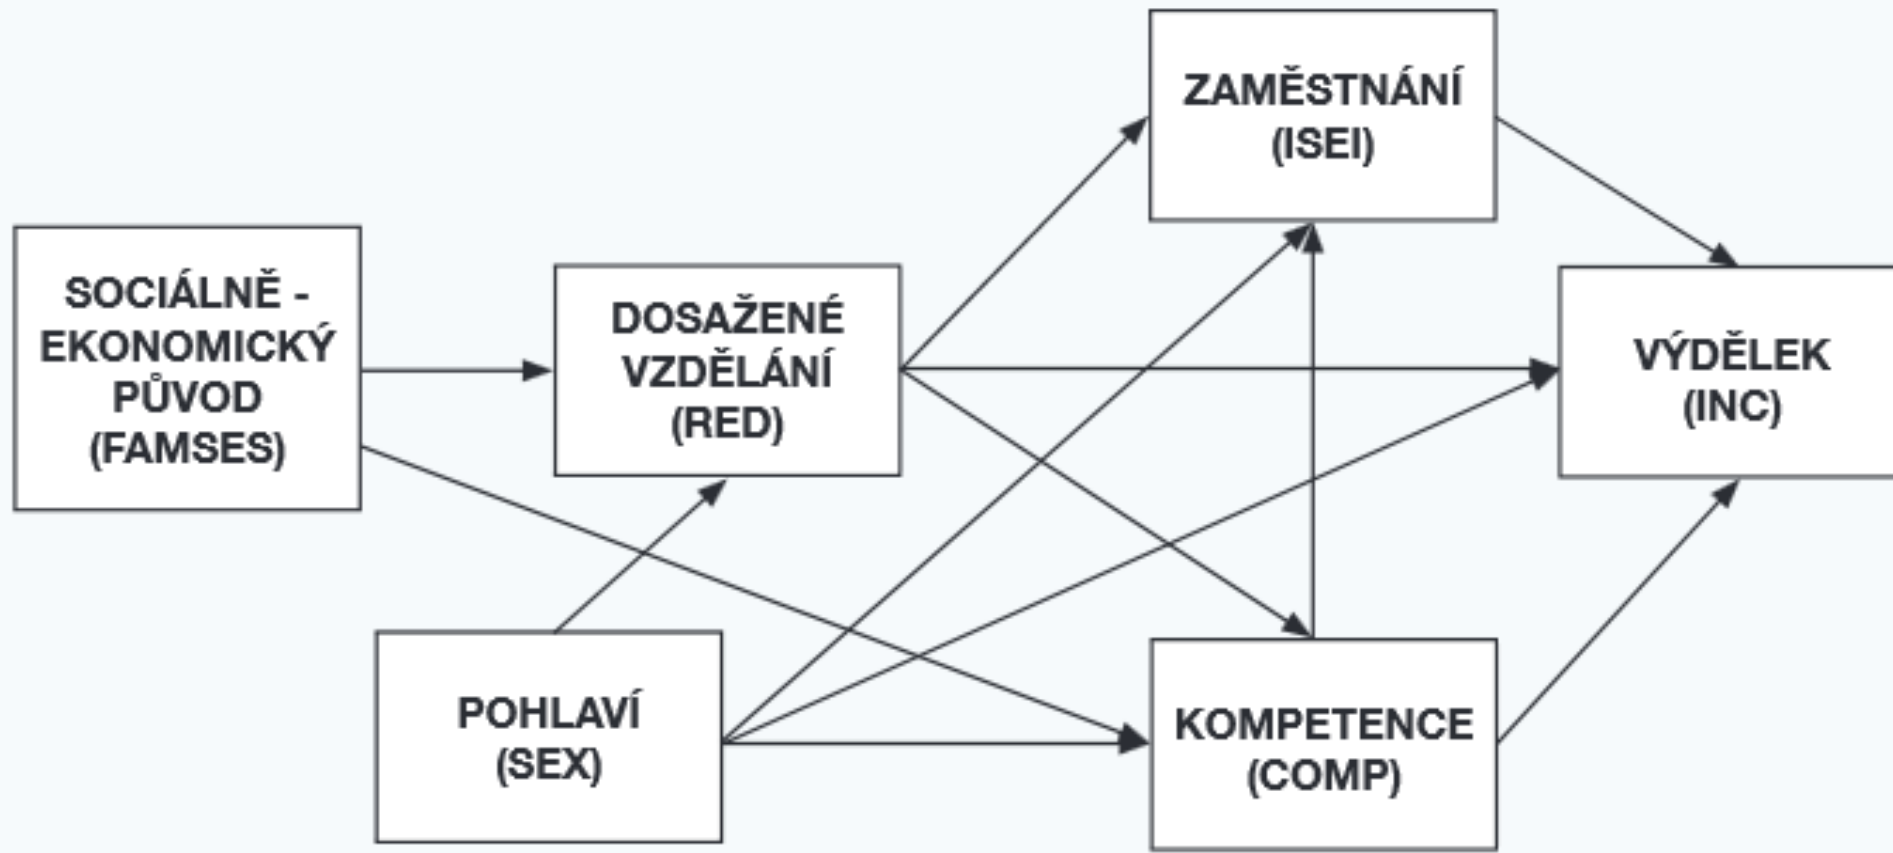 SOCIÁLNĚ -
EKONOMICKÝ
PŮVOD
(FAMSES)
DOSAŽENÉ
VZDĚLÁNÍ
(RED)
ZAMĚSTNÁNÍ
(ISEI)
VÝDĚLEK
(INC)
POHLAVÍ
(SEX)
KOMPETENCE
(COMP)